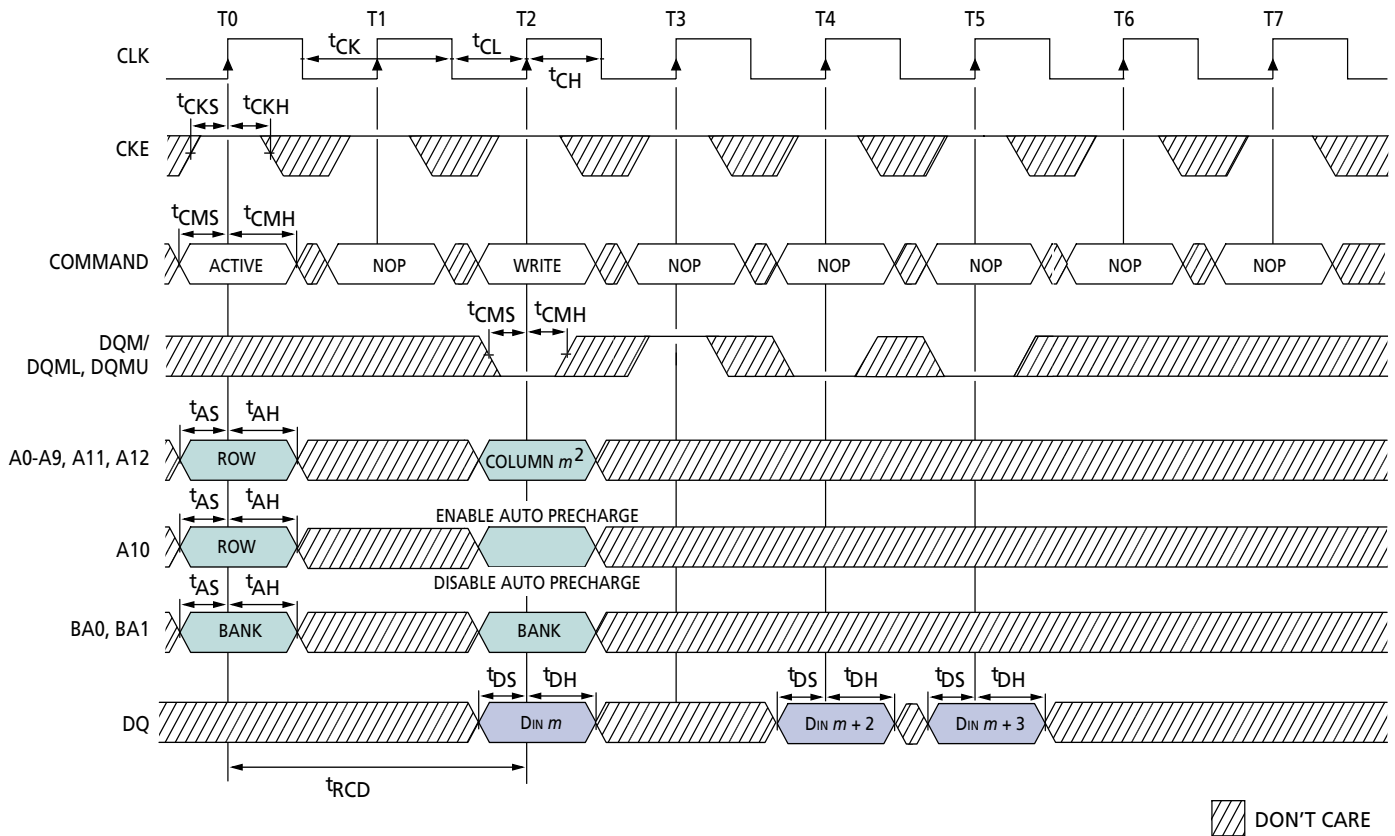 T0 T1 T2 T3 T4 T5 T6 T7
CLK
tCK tCL
tCH
tCKS tCKH
CKE
tCMS tCMH
COMMAND ACTIVE NOP WRITE NOP NOP NOP NOP NOP
tCMS tCMH
DQM/
DQML, DQMU
tAS tAH
A0-A9, A11, A12 ROW COLUMN m2
tAS tAH
ENABLE AUTO PRECHARGE
A10 ROW
DISABLE AUTO PRECHARGE
tAS tAH
BA0, BA1 BANK BANK
tDS tDH tDS tDH tDS tDH
DQ DIN m DIN m + 2 DIN m + 3
tRCD
DON'T CARE